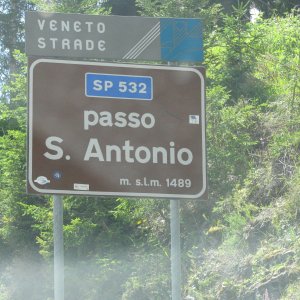 VENETO
STRADE
SP 532
passo
S. Antonio
m. s.l.m. 1489